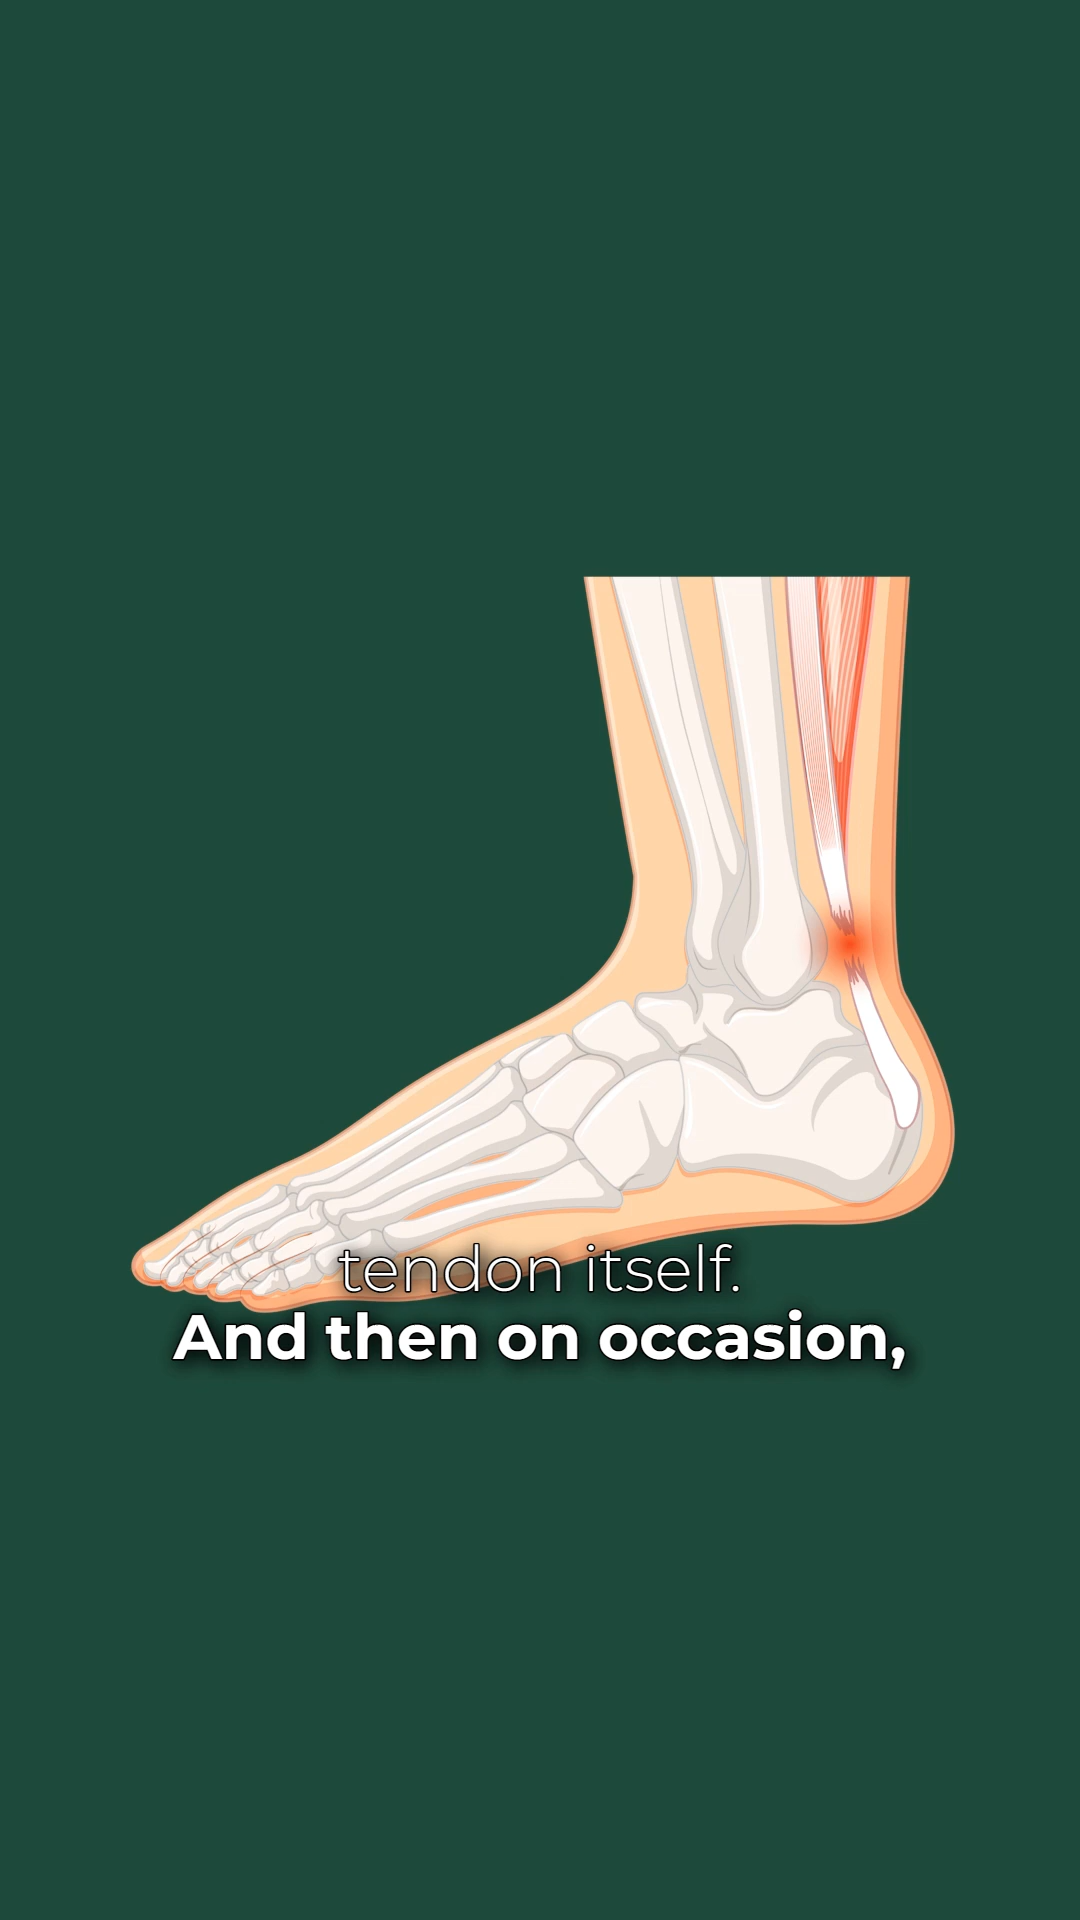 tendon itself.
And then on occasion,